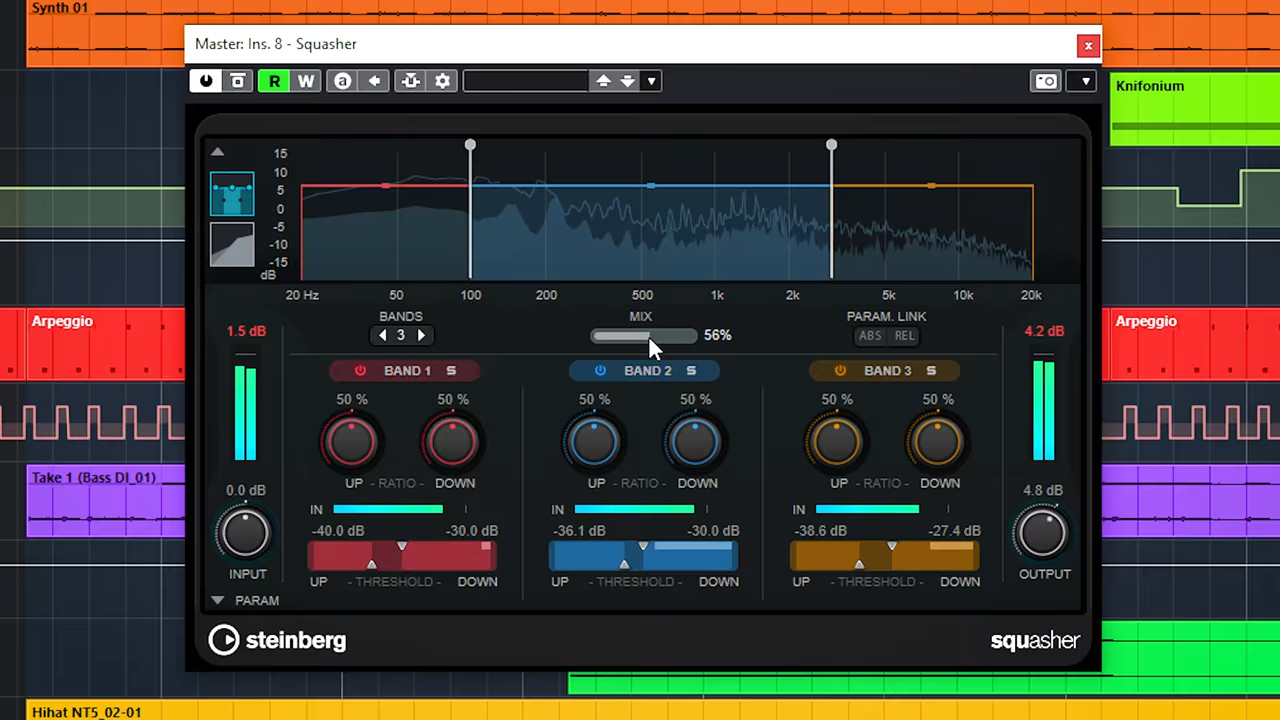 Synth 01
Master: Ins. 8 - Squasher
x
R W a
Knifonium
15
10
5
0
-5
-10
-15
dB
20 Hz 50 100 200 500 1k 2k 5k 10k 20k
BANDS MIX PARAM. LINK
3 56% ABS REL
Arpeggio
1.5 dB
4.2 dB
Arpeggio
BAND 1 S BAND 2 S BAND 3 S
50 % 50 % 50 % 50 % 50 % 50 %
Take 1 (Bass DI_01)
UP - RATIO - DOWN UP - RATIO - DOWN UP - RATIO - DOWN
0.0 dB
4.8 dB
IN IN IN
-40.0 dB -30.0 dB -36.1 dB -30.0 dB -38.6 dB -27.4 dB
INPUT UP - THRESHOLD - DOWN UP - THRESHOLD - DOWN UP - THRESHOLD - DOWN OUTPUT
PARAM
steinberg squasher
Hihat NT5_02-01